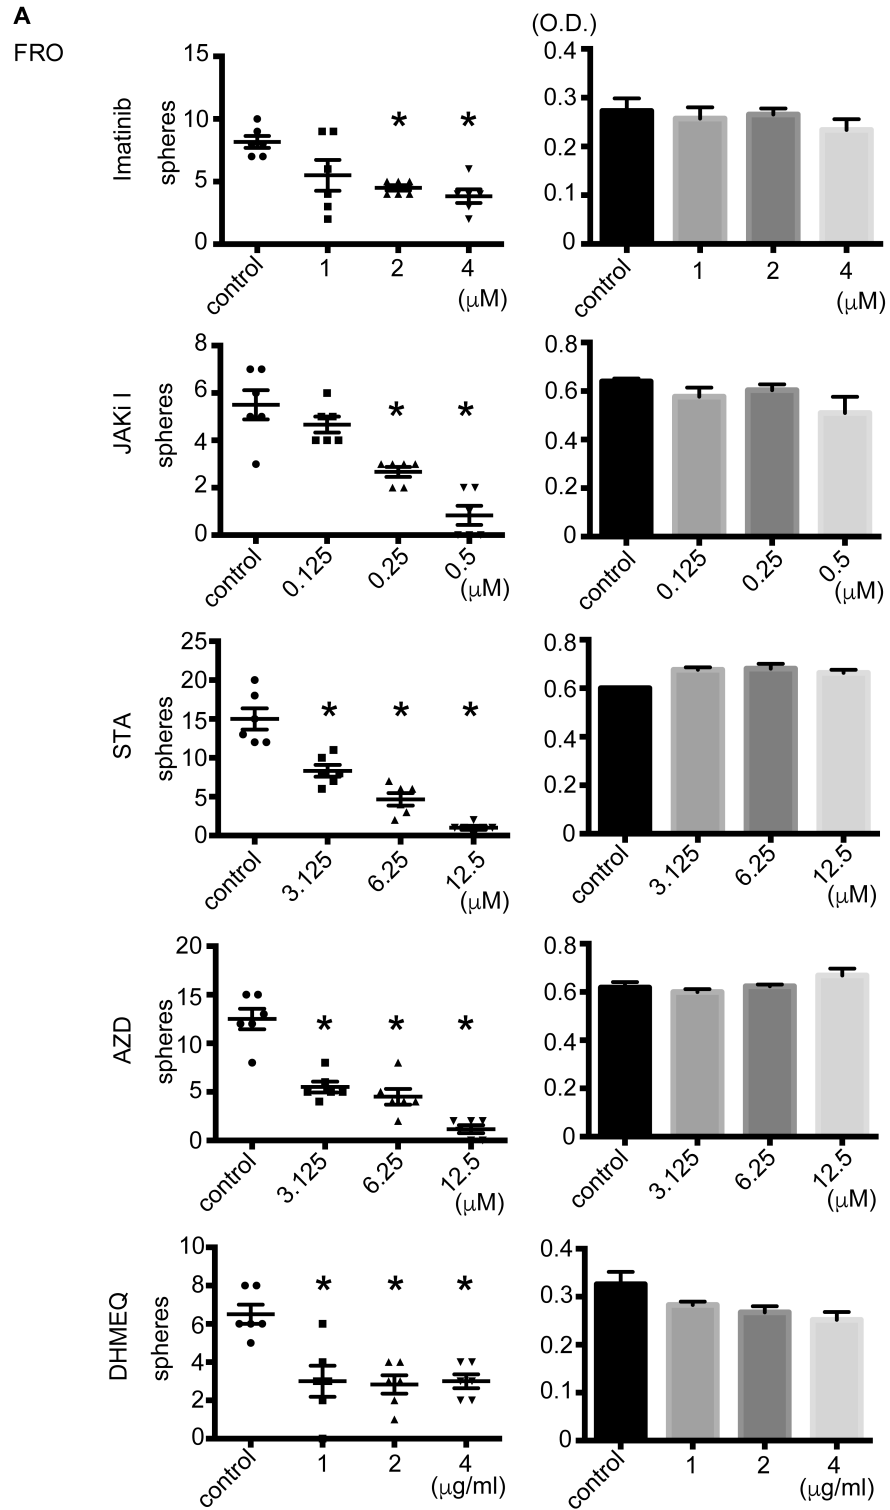 A
FRO
(O.D.)
Imatinib
spheres
15
10
5
0
* *
control 1 2 4
(μM)
0.4
0.3
0.2
0.1
0
control 1 2 4
(μM)
JAKi I
spheres
8
6
4
2
0
* *
control 0.125 0.25 0.5
(μM)
0.8
0.6
0.4
0.2
0
control 0.125 0.25 0.5
(μM)
STA
spheres
25
20
15
10
5
0
* * *
control 3.125 6.25 12.5
(μM)
0.8
0.6
0.4
0.2
0
control 3.125 6.25 12.5
(μM)
AZD
spheres
20
15
10
5
0
* * *
control 3.125 6.25 12.5
(μM)
0.8
0.6
0.4
0.2
0
control 3.125 6.25 12.5
(μM)
DHMEQ
spheres
10
8
6
4
2
0
* * *
control 1 2 4
(μg/ml)
0.4
0.3
0.2
0.1
0
control 1 2 4
(μg/ml)